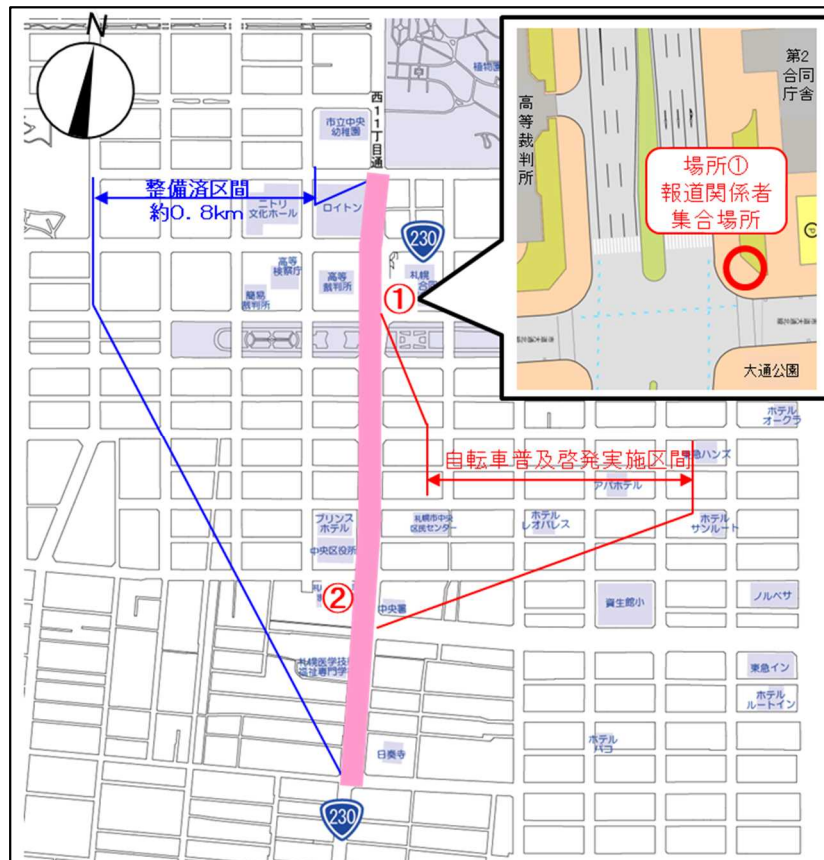 N
植物園
第2
合同
庁舎
高等裁判所
市立中央
幼稚園
西11丁目通
場所①
報道関係者
集合場所
整備済区間
約0.8km
ニトリ
文化ホール
ロイトン
230
P
高等
検察庁
高等
裁判所
札幌
合同
簡易
裁判所
①
大通公園
ホテル
オークラ
自転車普及啓発実施区間
急ハンズ
アパホテル
プリンス
ホテル
札幌市中央
区民センター
ホテル
レオパレス
ホテル
サンルート
中央区役所
②
中央署
資生館小
ノルベサ
札幌医学技
福祉専門学
東急イン
ホテル
ルートイン
日奏寺
ホテル
パコ
230